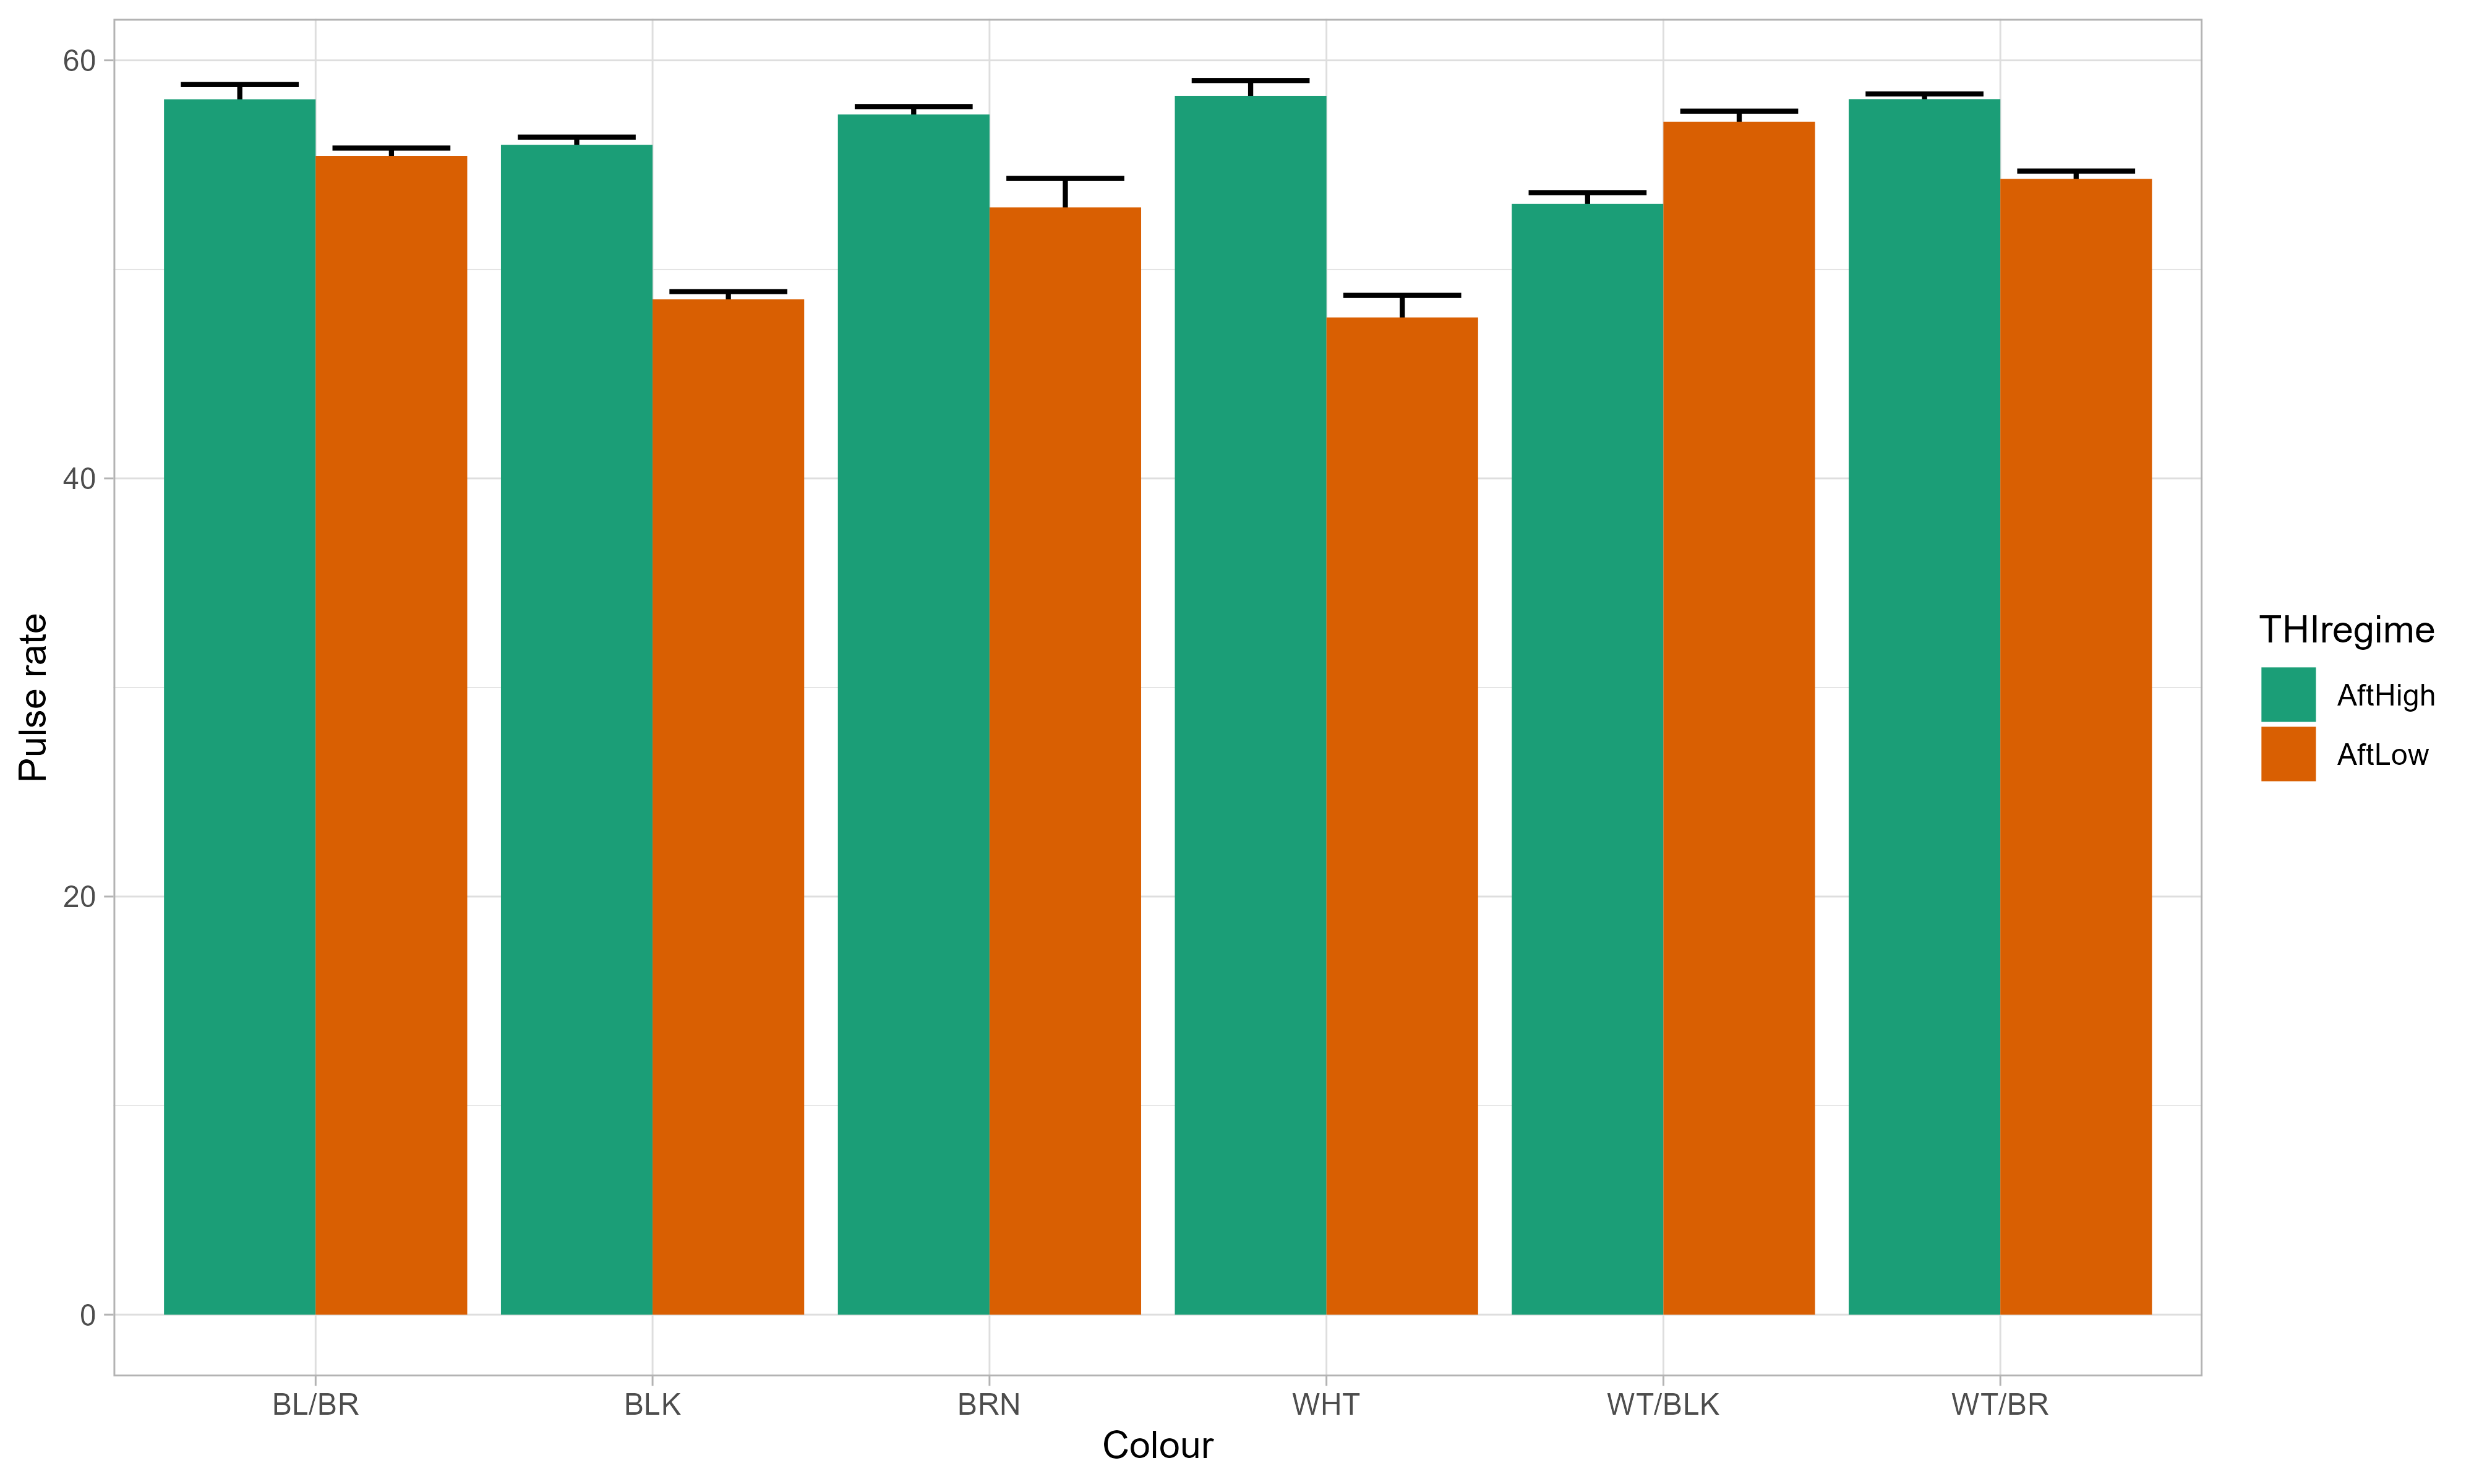 60
40
20
0
Pulse rate
BL/BR BLK BRN WHT WT/BLK WT/BR
Colour
THIregime
AftHigh
AftLow